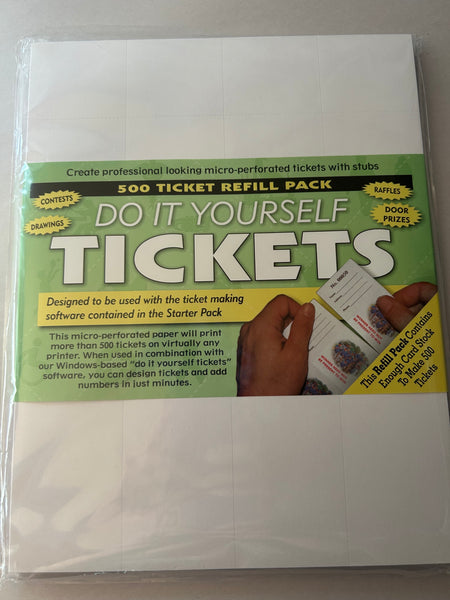 Create professional looking micro-perforated tickets with stubs
500 TICKET REFILL PACK
CONTESTS
RAFFLES
DO IT YOURSELF
DRAWINGS
DOOR
PRIZES
TICKETS
Designed to be used with the ticket making
software contained in the Starter Pack
This micro-perforated paper will print
more than 500 tickets on virtually any
printer. When used in combination with
our Windows-based "do it yourself tickets"
software, you can design tickets and add
numbers in just minutes.
This Refill Pack Contains
Enough Card Stock
To Make 500
Tickets